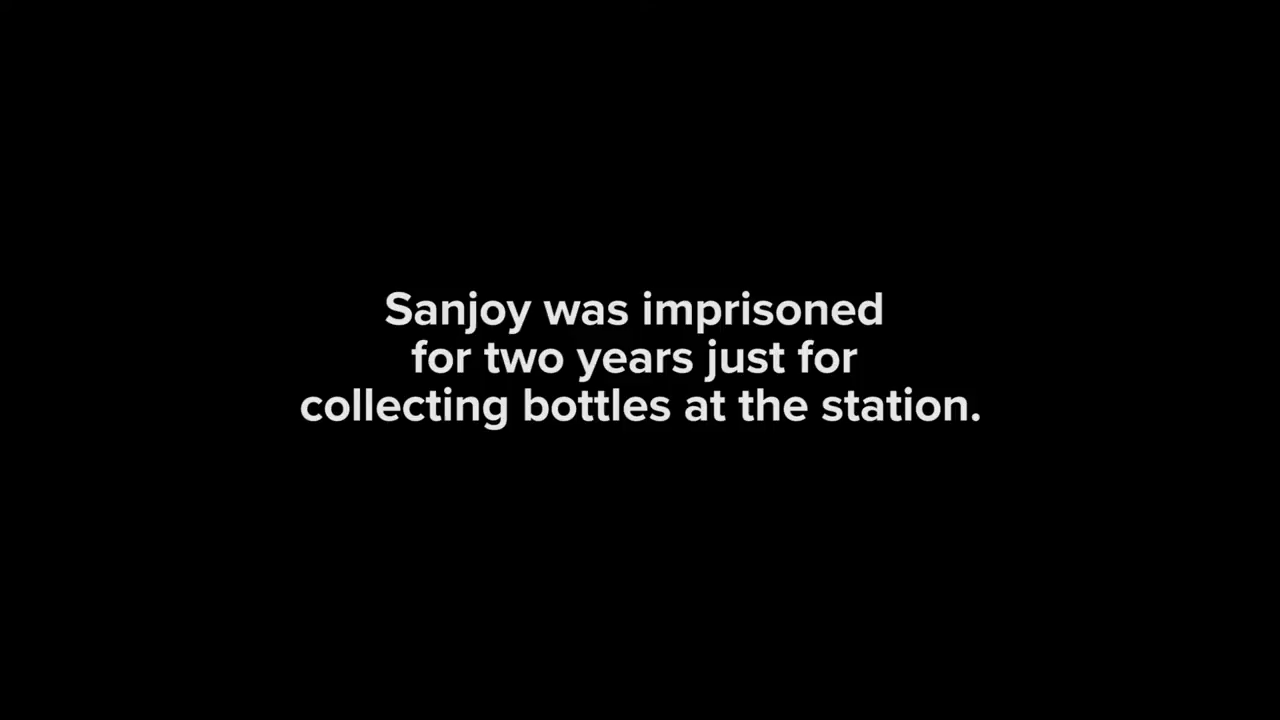 Sanjoy was imprisoned
for two years just for
collecting bottles at the station.